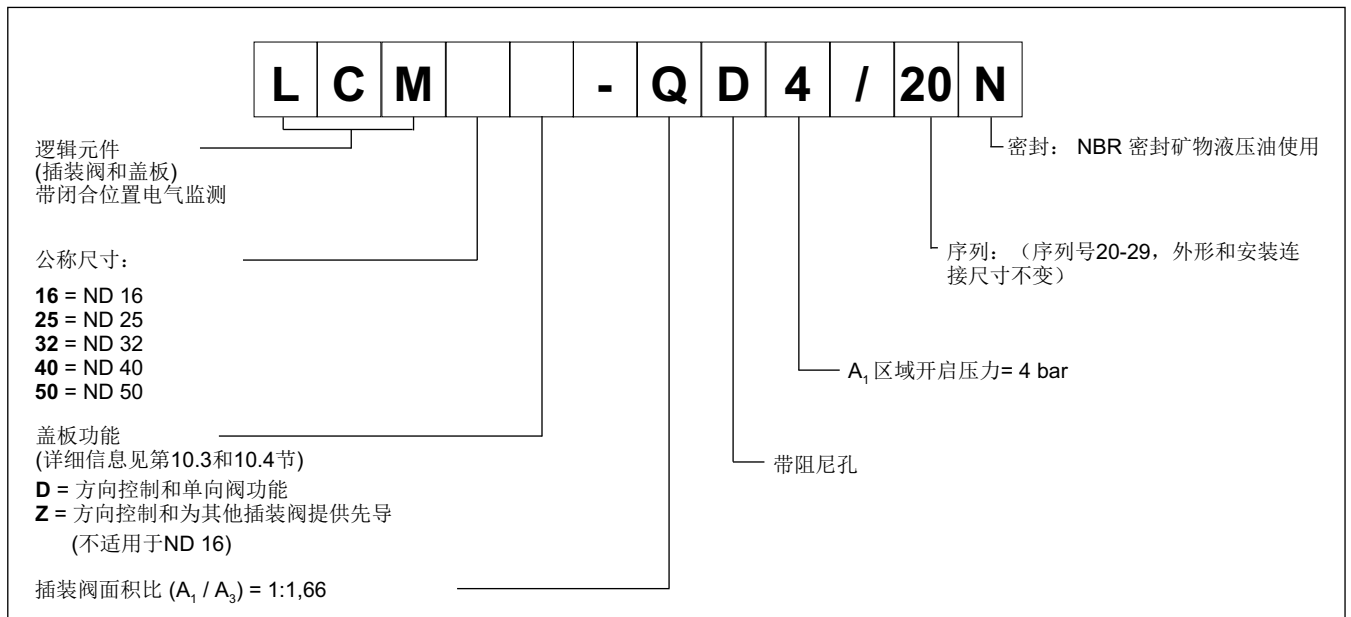 LCM -QD4/20N
逻辑元件
(插装阀和盖板)
带闭合位置电气监测
公称尺寸:
16 = ND 16
25 = ND 25
32 = ND 32
40 = ND 40
50 = ND 50
盖板功能
(详细信息见第10.3和10.4节)
D = 方向控制和单向阀功能
Z = 方向控制和为其他插装阀提供先导
(不适用于ND 16)
插装阀面积比 (A₁ / A₃) = 1:1,66
密封: NBR 密封矿物液压油使用
序列:(序列号20-29,外形和安装连
接尺寸不变)
A₁ 区域开启压力= 4 bar
带阻尼孔